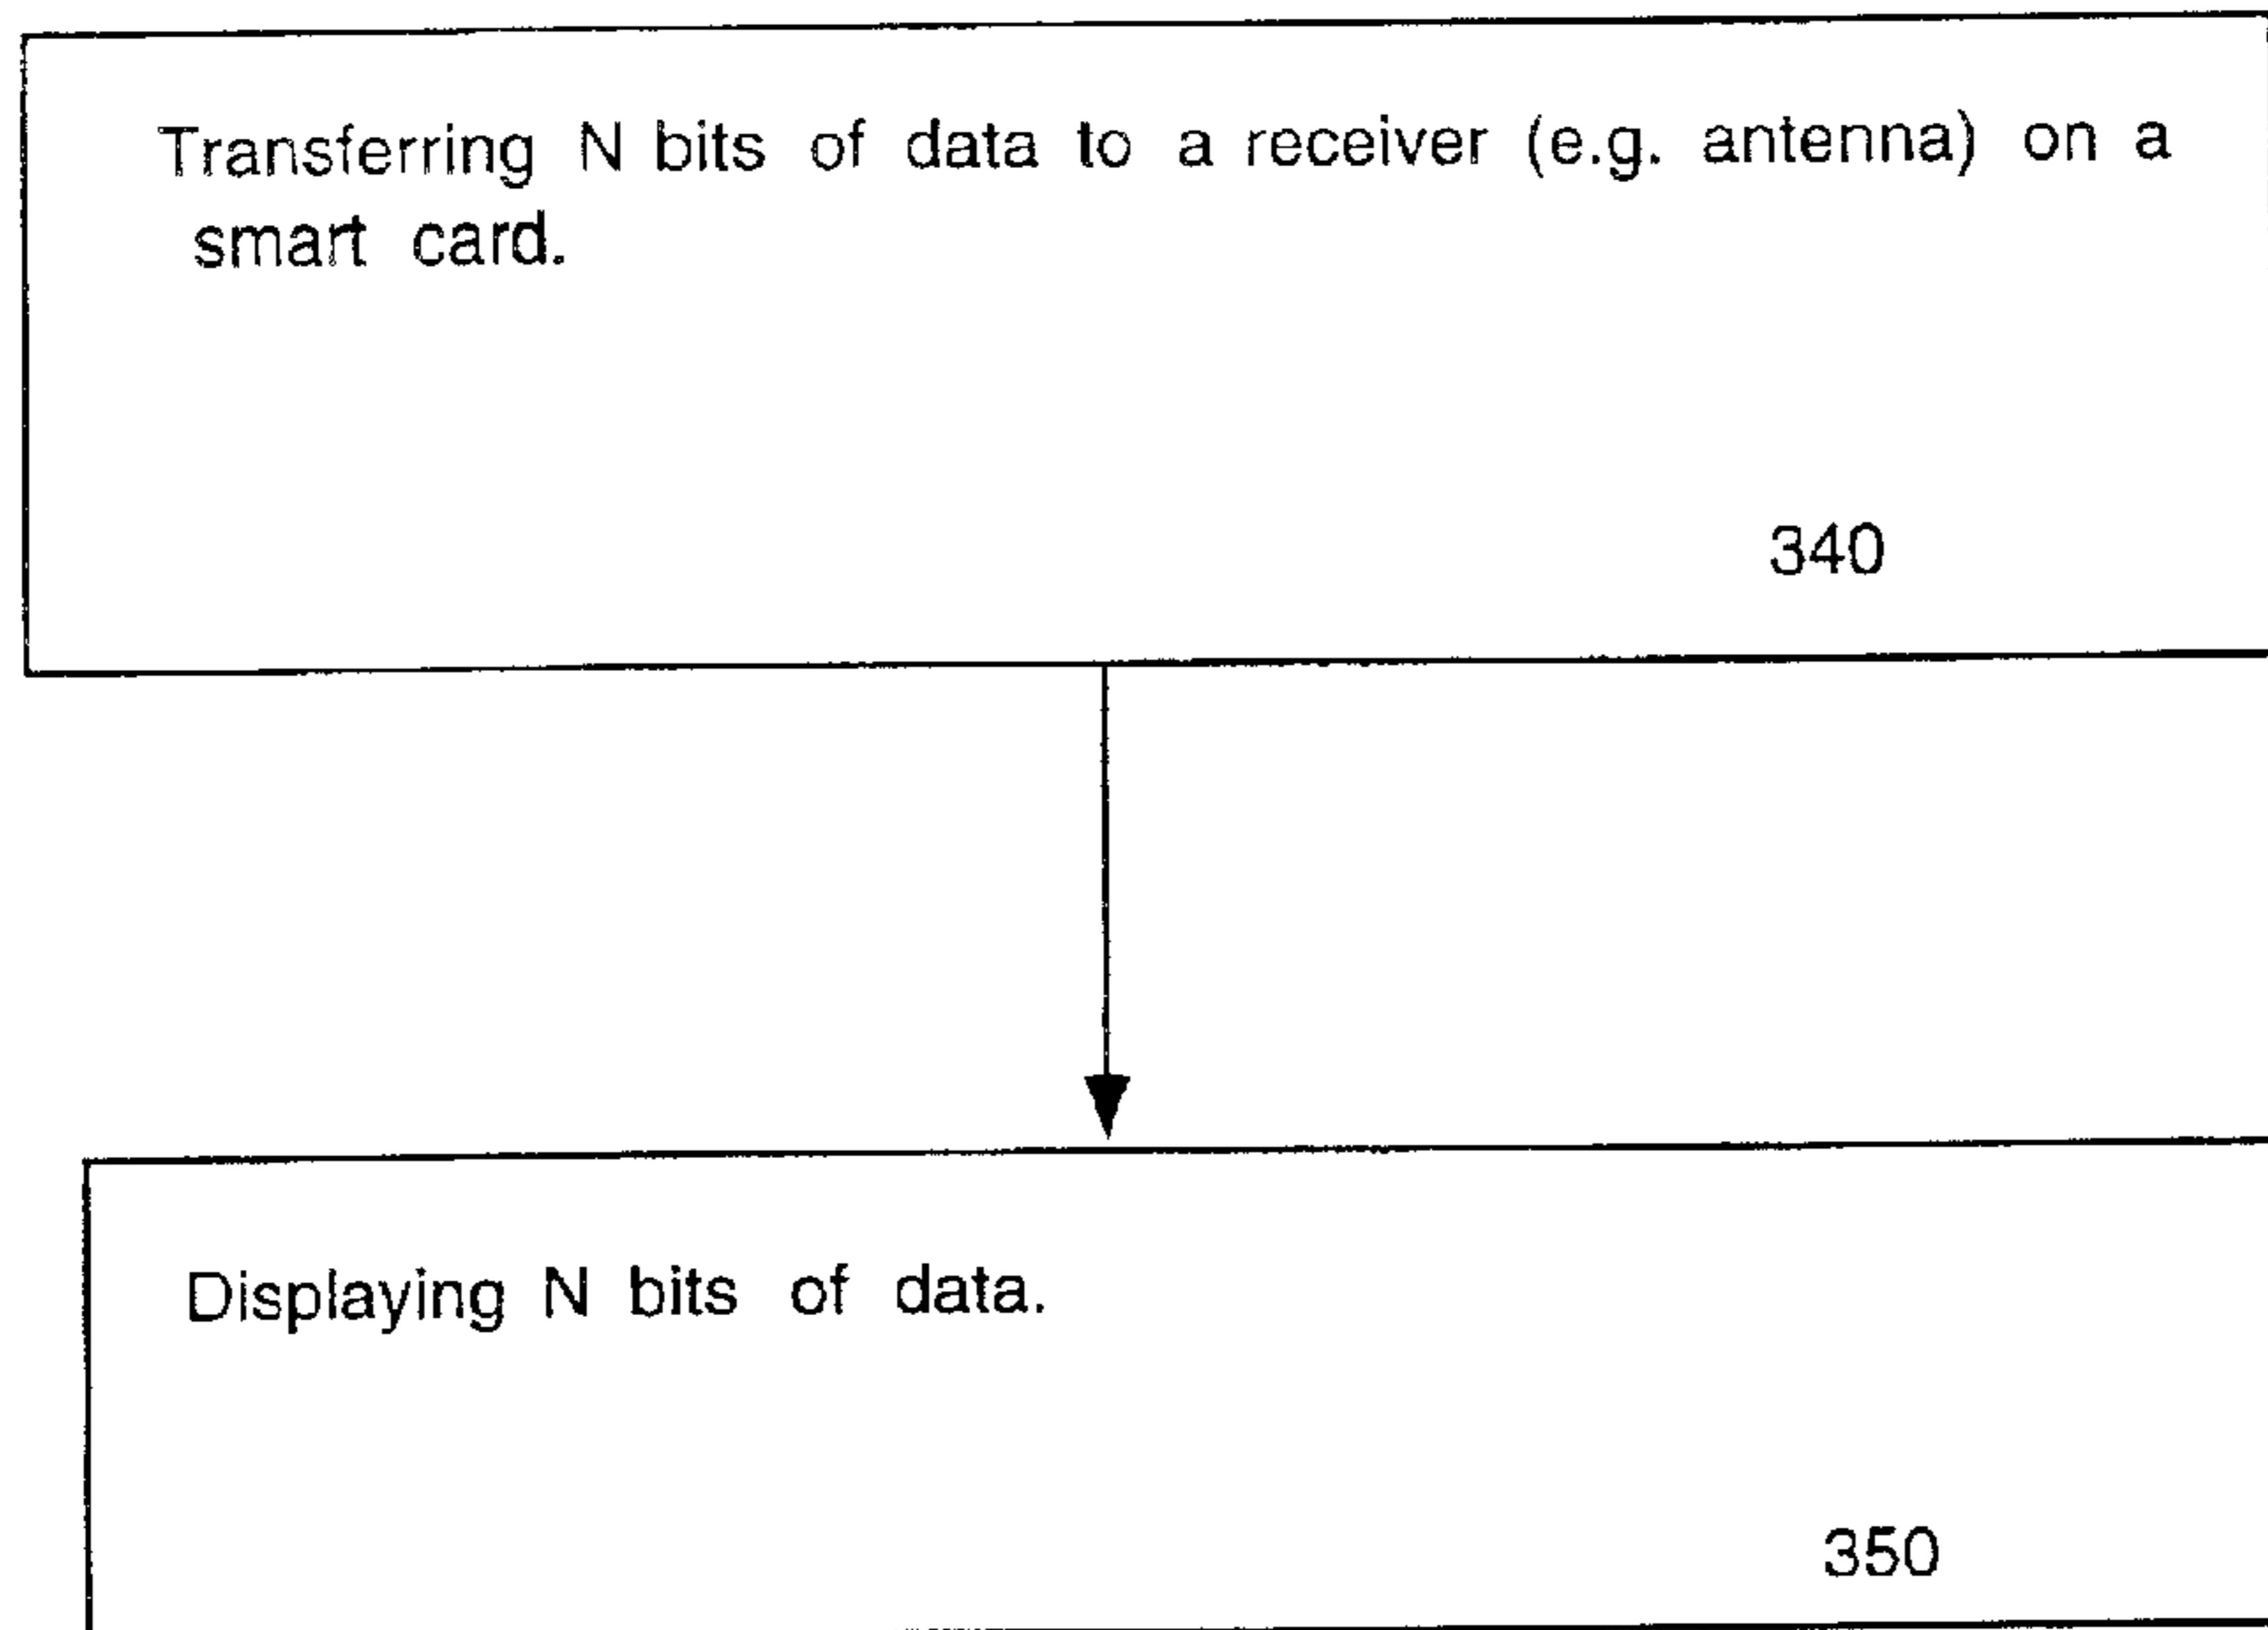 Transferring N bits of data to a receiver (e.g. antenna) on a
smart card.
340
Displaying N bits of data.
350